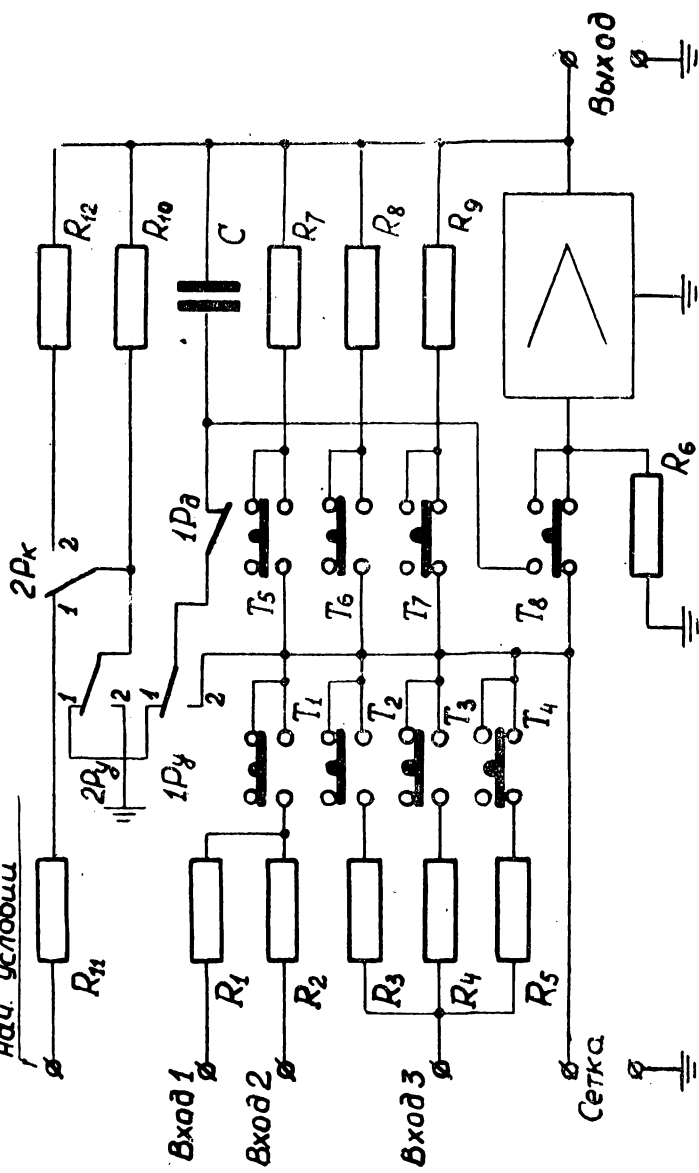 нач. условий
R11
2Рк
1
2
R12
R10
1
2
2Ру
1
2
1Ру
1Рд
C
Вход 1
R1
Вход 2
R2
T1
T5
R7
R3
T2
T6
R8
Вход 3
R4
T3
T7
R9
R5
T4
Сетка
T8
R6
Выход